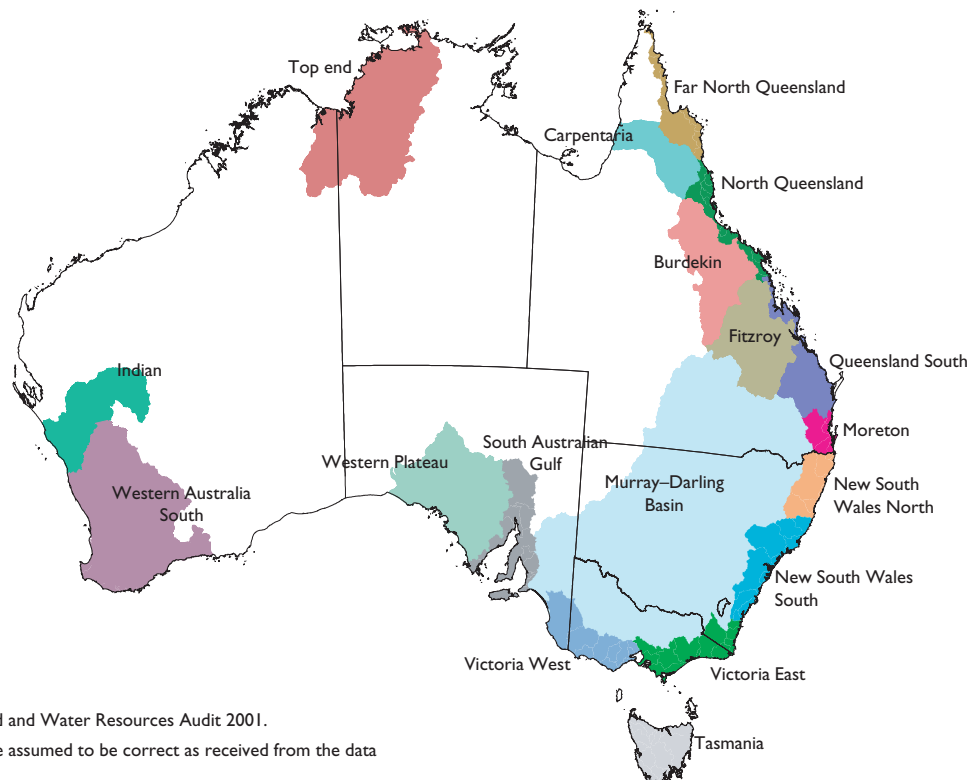 Top end
Far North Queensland
Carpentaria
North Queensland
Burdekin
Fitzroy
Queensland South
Indian
Moreton
South Australian
Gulf
Western Plateau
Murray–Darling
Basin
New South
Wales North
Western Australia
South
New South Wales
South
Victoria West
Victoria East
d and Water Resources Audit 2001.
e assumed to be correct as received from the data
Tasmania